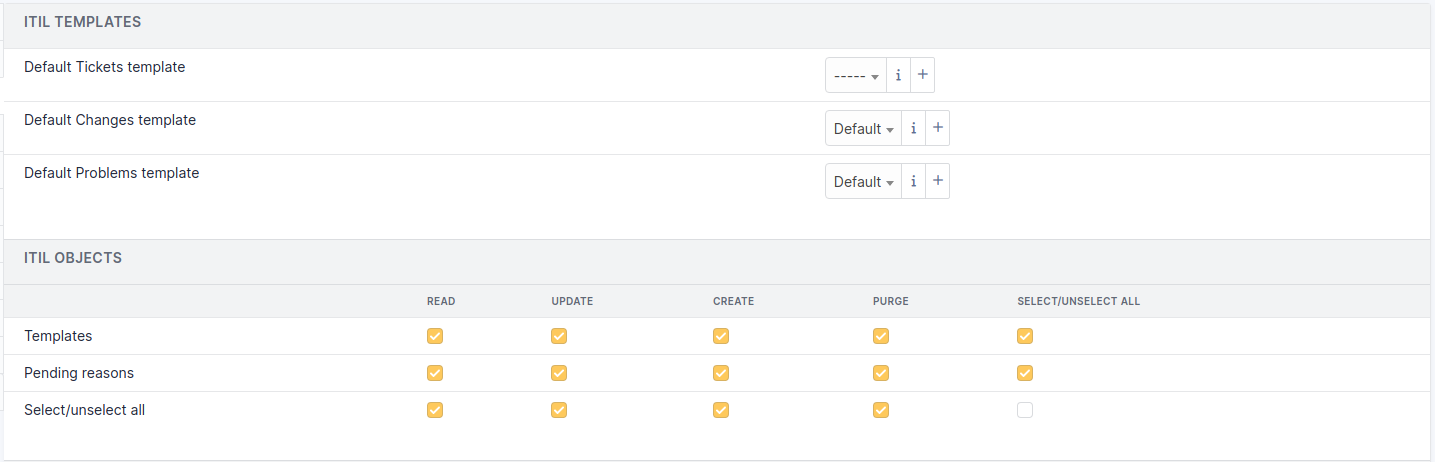 ITIL TEMPLATES
Default Tickets template ----- i +
Default Changes template Default i +
Default Problems template Default i +
ITIL OBJECTS
READ UPDATE CREATE PURGE SELECT/UNSELECT ALL
Templates
Pending reasons
Select/unselect all